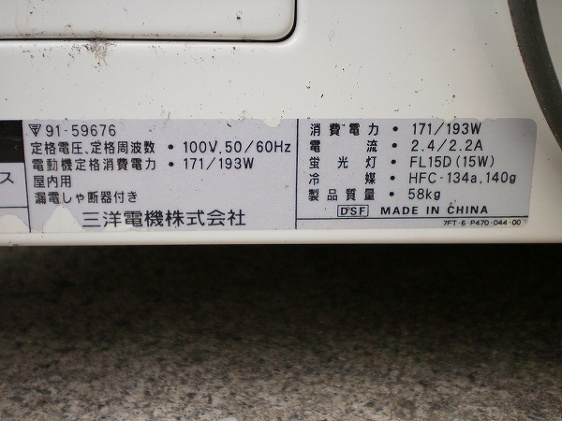 ▽〒 91-59676
定格電圧、定格周波数 • 100V, 50/60Hz
電動機定格消費電力 • 171/193W
屋内用
漏電しゃ断器付き
三洋電機株式会社
ス
消費電力 • 171/193W
電流 • 2.4/2.2A
蛍光灯 • FL15D (15W)
冷媒 • HFC-134a, 140g
製品質量 • 58kg
DSF MADE IN CHINA
7FT-6 P470-044-00